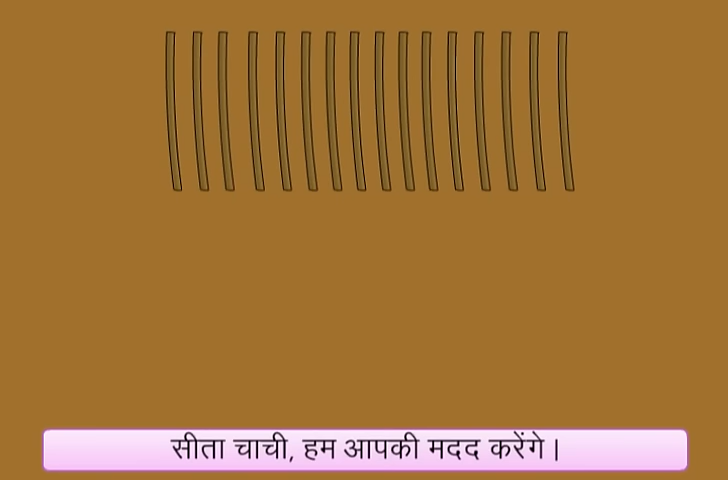 सीता चाची, हम आपकी मदद करेंगे |